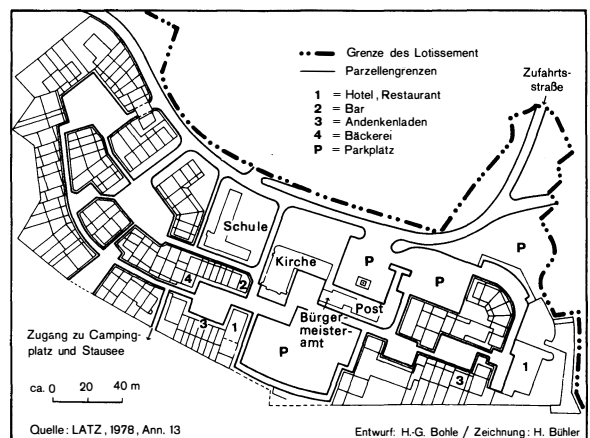 Grenze des Lotissement
Parzellengrenzen
1 = Hotel, Restaurant
2 = Bar
3 = Andenkenladen
4 = Bäckerei
P = Parkplatz
Zufahrts-
straße
Schule
Kirche
P
P
P
Post
Bürger-
meister-
amt
4
2
3
1
P
3
1
Zugang zu Camping-
platz und Stausee
ca. 0 20 40 m
Quelle: LATZ, 1978, Ann. 13
Entwurf: H.-G. Bohle / Zeichnung: H. Bühler